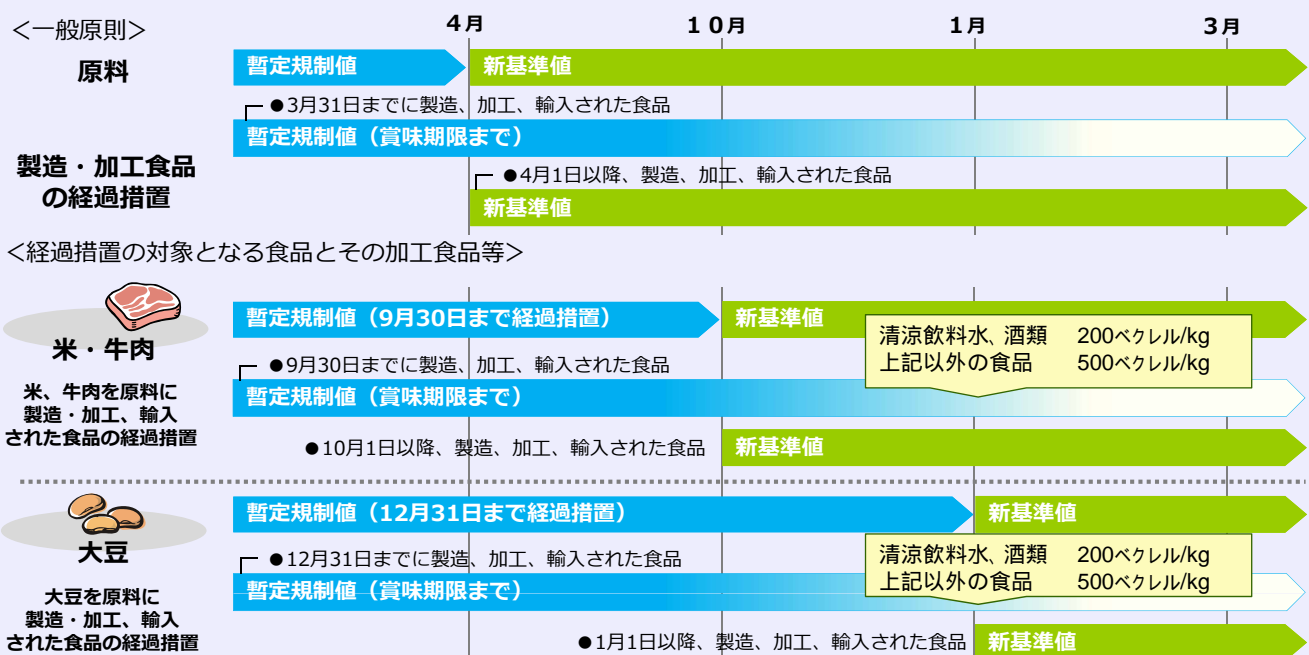 ＜一般原則＞
4月 １０月 1月 3月
原料
暫定規制値 新基準値
●3月31日までに製造、加工、輸入された食品
暫定規制値（賞味期限まで）
製造・加工食品
の経過措置
●4月1日以降、製造、加工、輸入された食品
新基準値
＜経過措置の対象となる食品とその加工食品等＞
米・牛肉
暫定規制値（9月30日まで経過措置） 新基準値
清涼飲料水、酒類 200ベクレル/kg
上記以外の食品 500ベクレル/kg
米、牛肉を原料に
製造・加工、輸入
された食品の経過措置
●9月30日までに製造、加工、輸入された食品
暫定規制値（賞味期限まで）
●10月1日以降、製造、加工、輸入された食品 新基準値
大豆
暫定規制値（12月31日まで経過措置） 新基準値
清涼飲料水、酒類 200ベクレル/kg
上記以外の食品 500ベクレル/kg
大豆を原料に
製造・加工、輸入
された食品の経過措置
●12月31日までに製造、加工、輸入された食品
暫定規制値（賞味期限まで）
●1月1日以降、製造、加工、輸入された食品 新基準値